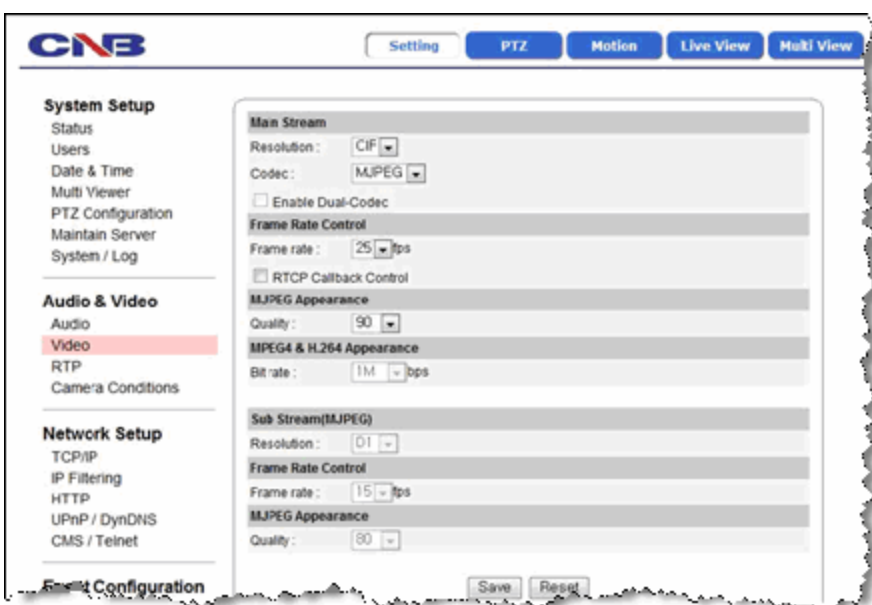 CNB
Setting PTZ Motion Live View Multi View
System Setup
Status
Users
Date & Time
Multi Viewer
PTZ Configuration
Maintain Server
System / Log
Audio & Video
Audio
Video
RTP
Camera Conditions
Network Setup
TCP/IP
IP Filtering
HTTP
UPnP / DynDNS
CMS / Telnet
Event Configuration
Main Stream
Resolution : CIF
Codec : MJPEG
Enable Dual-Codec
Frame Rate Control
Frame rate : 25 fps
RTCP Callback Control
MJPEG Appearance
Quality : 90
MPEG4 & H.264 Appearance
Bit rate : 1M bps
Sub Stream(MJPEG)
Resolution : D1
Frame Rate Control
Frame rate : 15 fps
MJPEG Appearance
Quality : 80
Save Reset